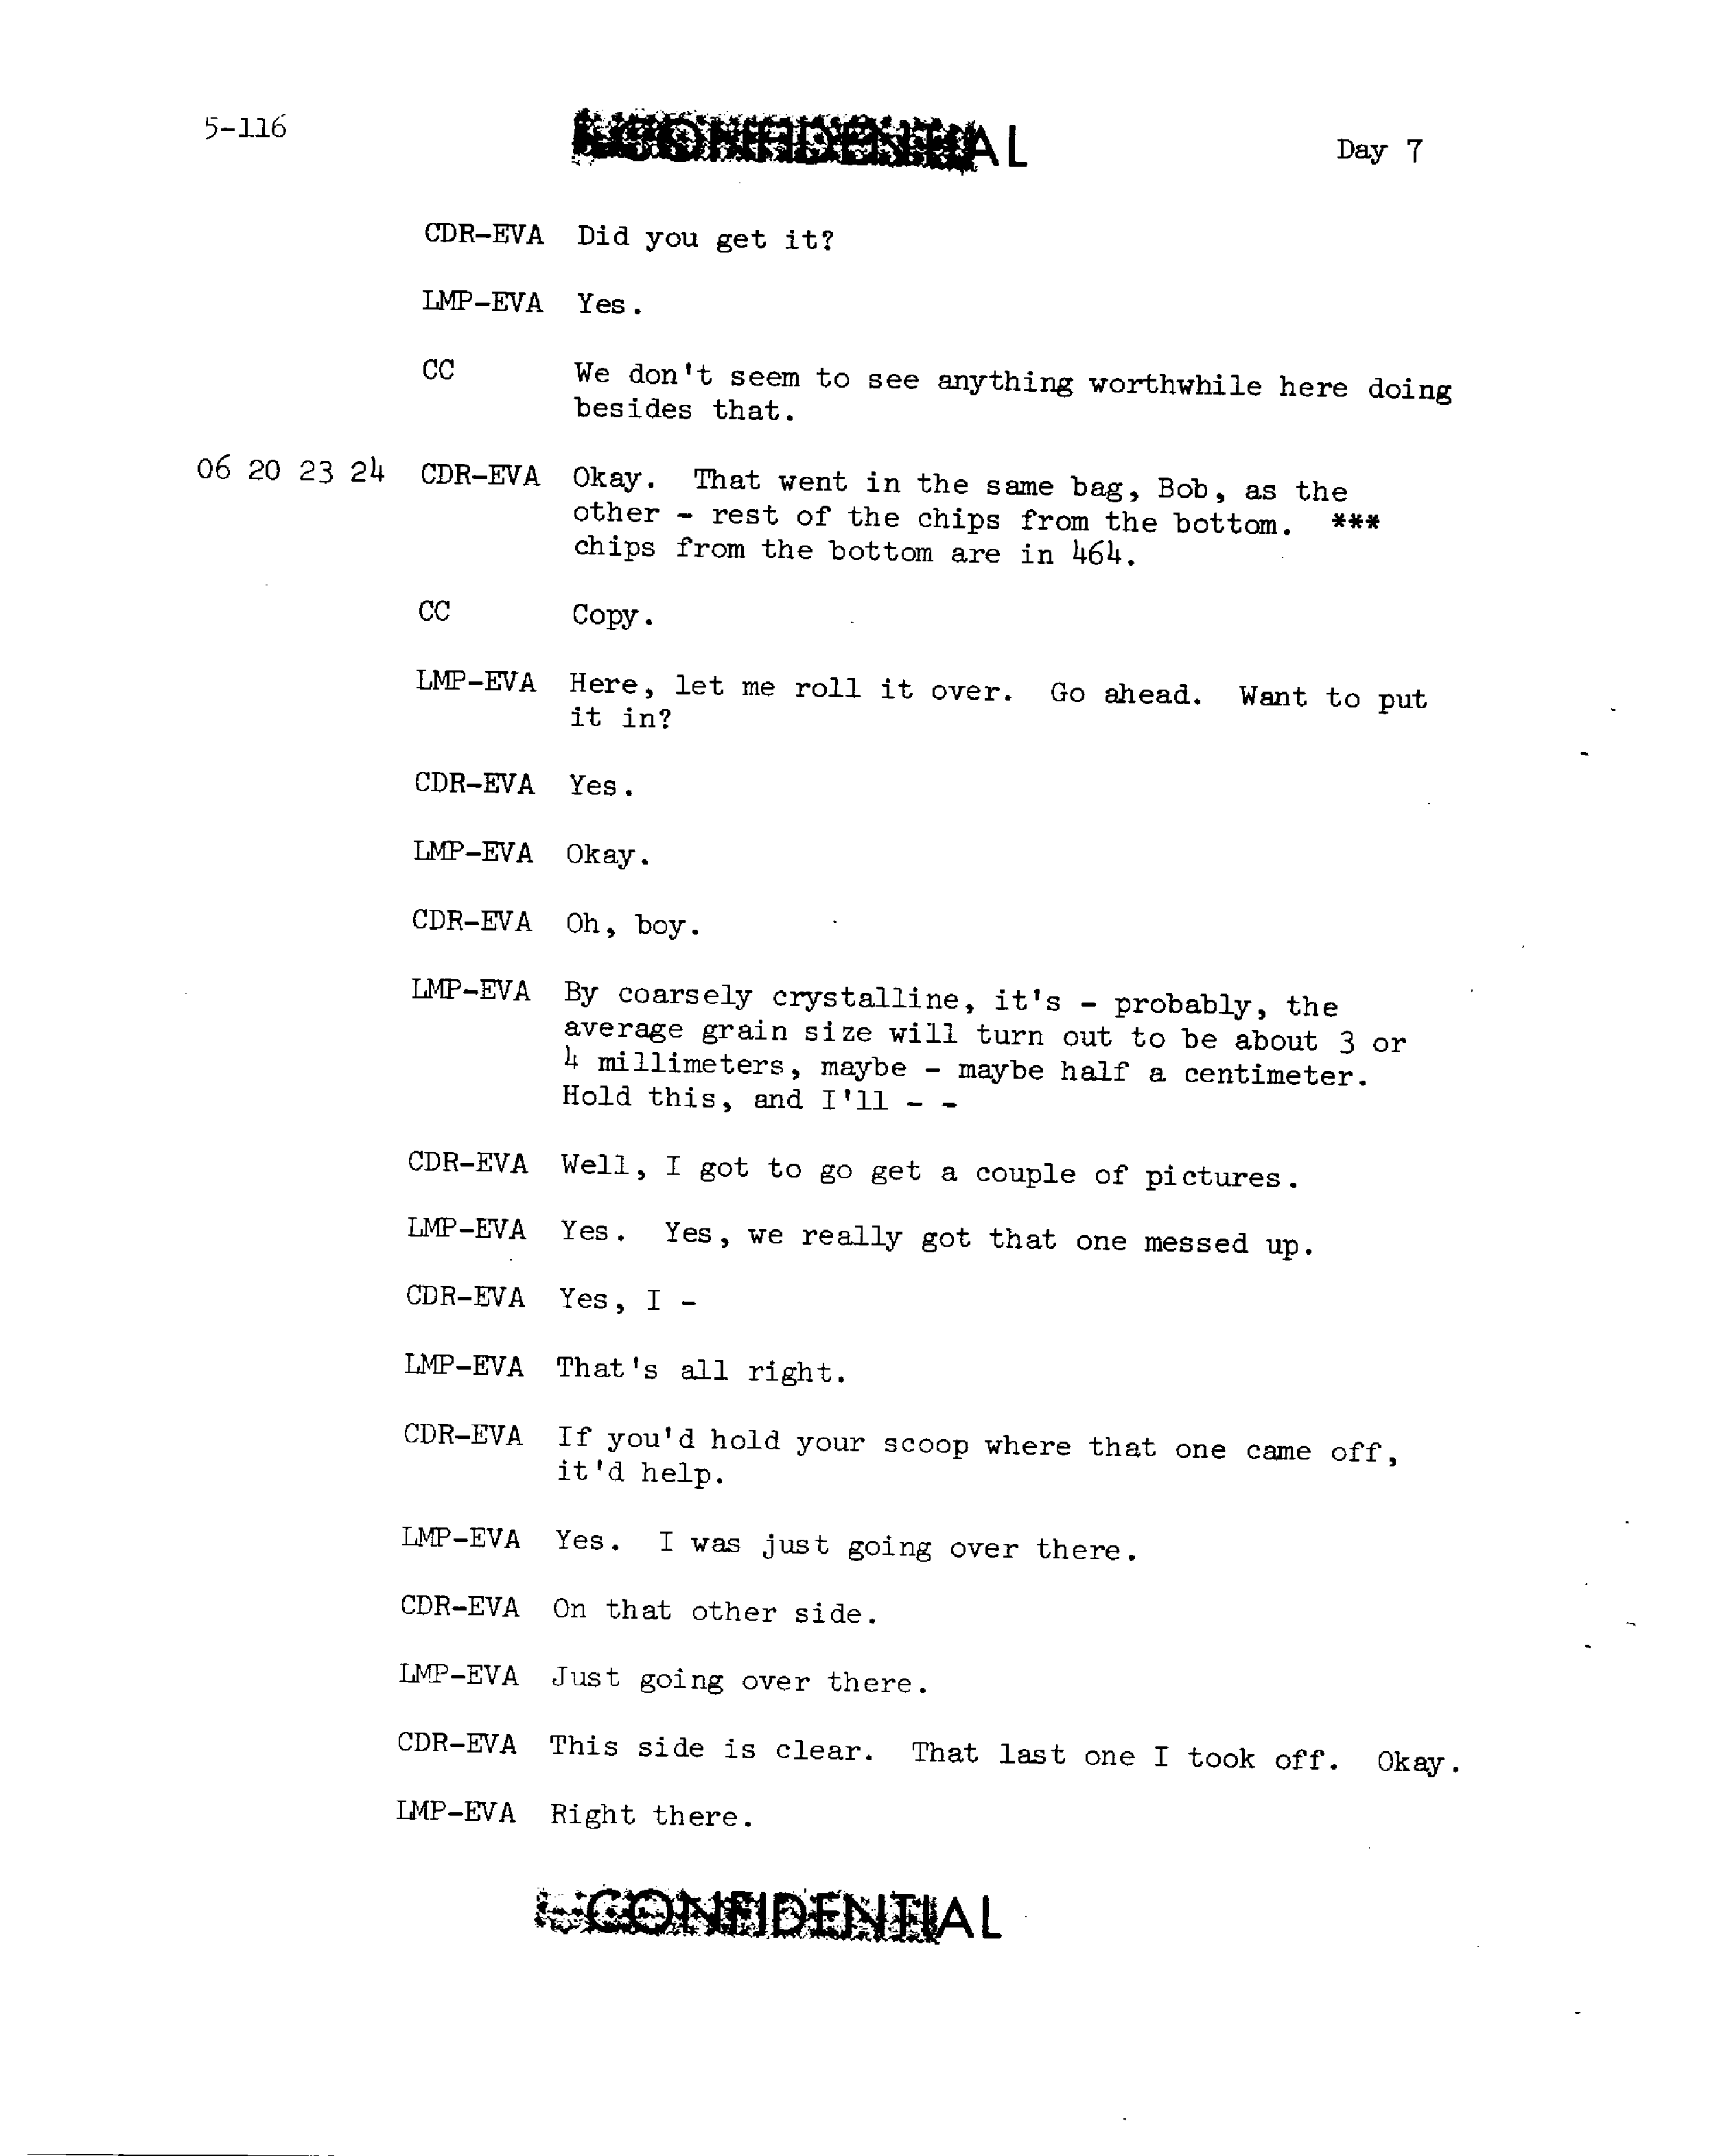 5-116
CONFIDENTIAL
Day 7
CDR-EVA Did you get it?
LMP-EVA Yes.
CC We don't seem to see anything worthwhile here doing
besides that.
06 20 23 24 CDR-EVA Okay. That went in the same bag, Bob, as the
other - rest of the chips from the bottom. ***
chips from the bottom are in 464.
CC Copy.
LMP-EVA Here, let me roll it over. Go ahead. Want to put
it in?
CDR-EVA Yes.
LMP-EVA Okay.
CDR-EVA Oh, boy.
LMP-EVA By coarsely crystalline, it's - probably, the
average grain size will turn out to be about 3 or
4 millimeters, maybe - maybe half a centimeter.
Hold this, and I'll - -
CDR-EVA Well, I got to go get a couple of pictures.
LMP-EVA Yes. Yes, we really got that one messed up.
CDR-EVA Yes, I -
LMP-EVA That's all right.
CDR-EVA If you'd hold your scoop where that one came off,
it'd help.
LMP-EVA Yes. I was just going over there.
CDR-EVA On that other side.
LMP-EVA Just going over there.
CDR-EVA This side is clear. That last one I took off. Okay.
LMP-EVA Right there.
CONFIDENTIAL